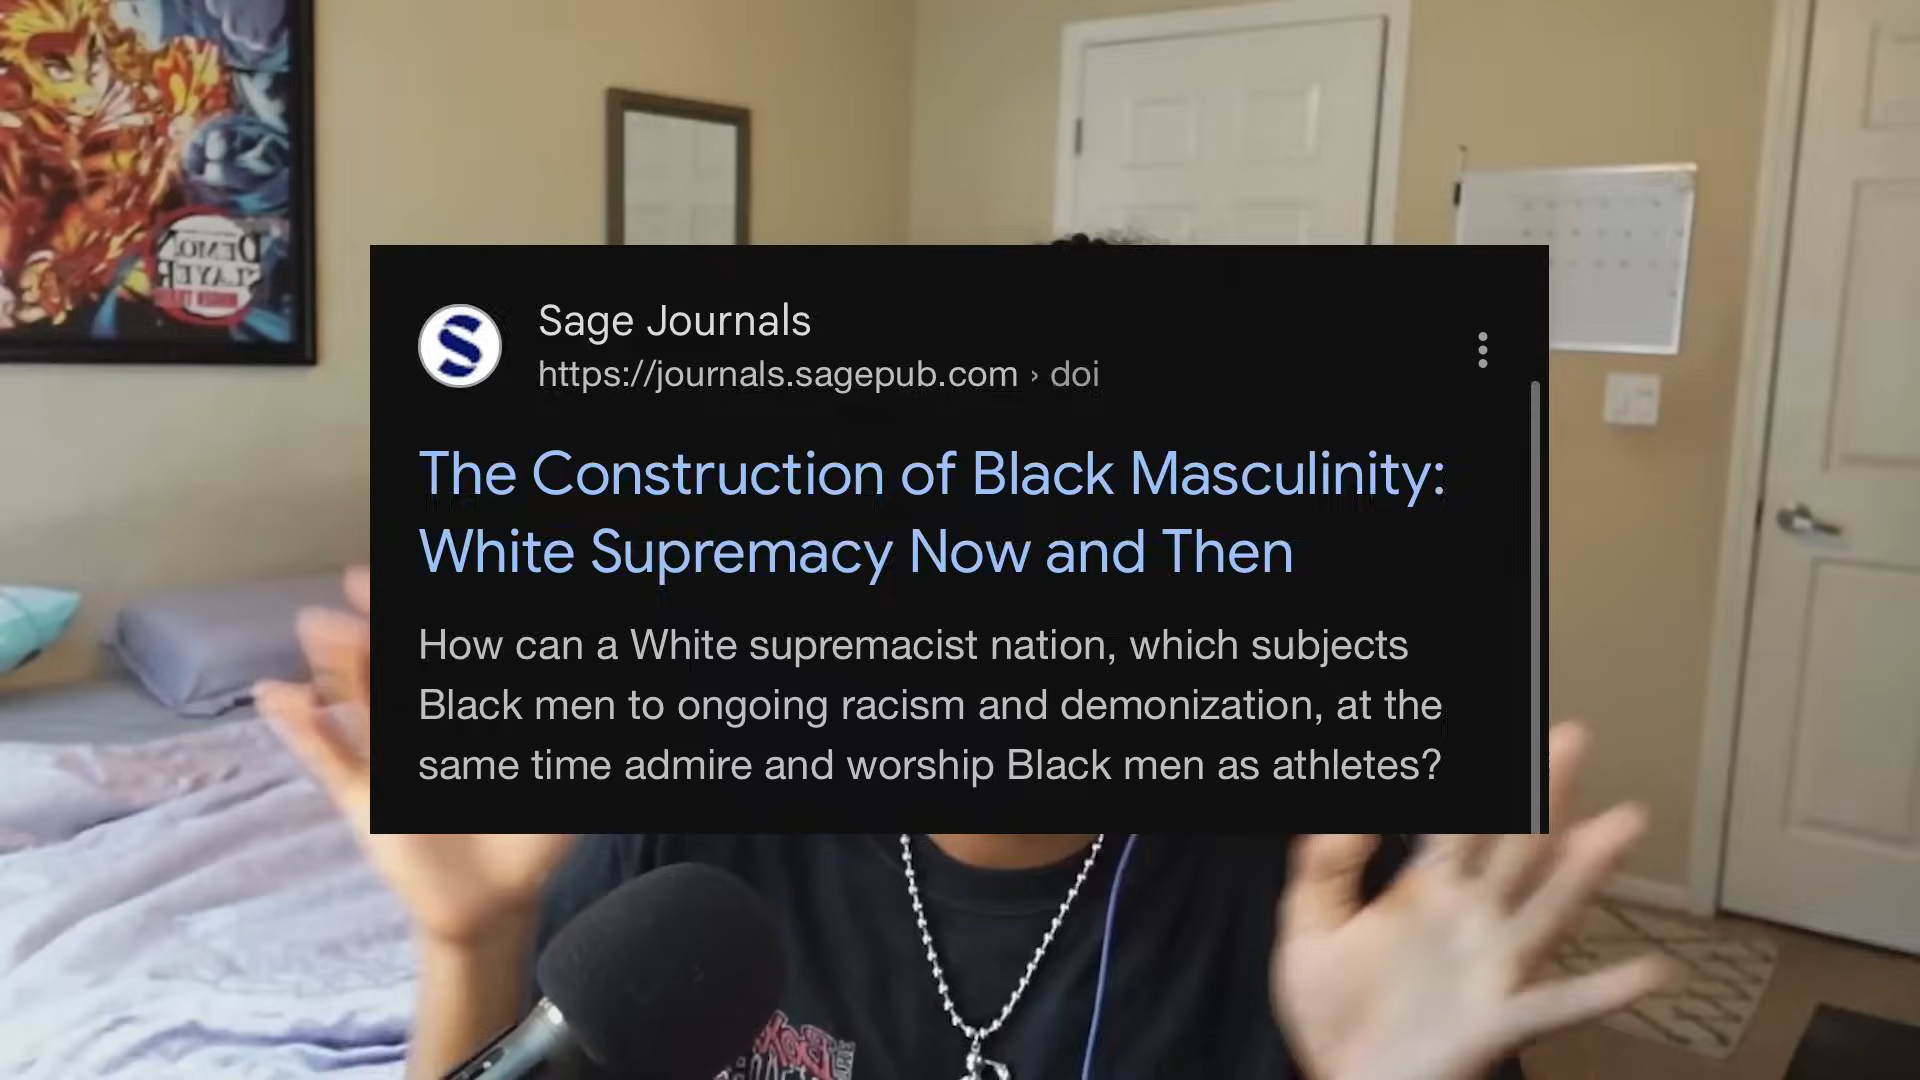 DEMON
SLAYER
Sage Journals
https://journals.sagepub.com › doi
The Construction of Black Masculinity:
White Supremacy Now and Then
How can a White supremacist nation, which subjects
Black men to ongoing racism and demonization, at the
same time admire and worship Black men as athletes?